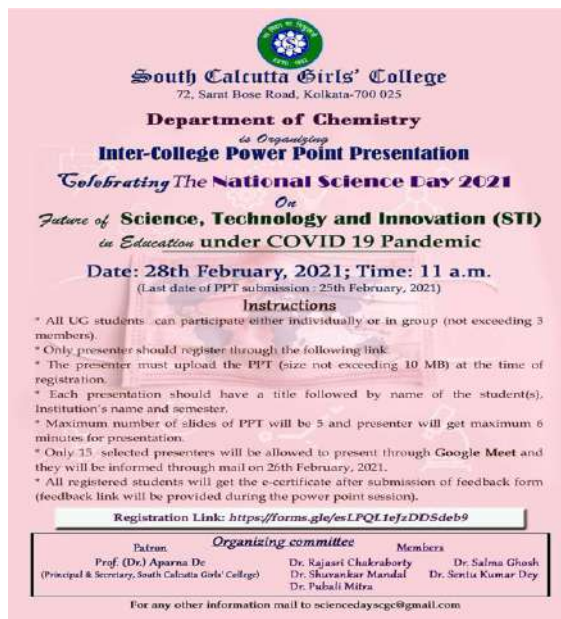 South Calcutta Girls' College
72, Sarat Bose Road, Kolkata-700 025
Department of Chemistry
is Organizing
Inter-College Power Point Presentation
Celebrating The National Science Day 2021
On
Future of Science, Technology and Innovation (STI)
in Education under COVID 19 Pandemic
Date: 28th February, 2021; Time: 11 a.m.
(Last date of PPT submission : 25th February, 2021)
Instructions
* All UG students can participate either individually or in group (not exceeding 3
members).
* Only presenter should register through the following link
* The presenter must upload the PPT (size not exceeding 10 MB) at the time of
registration.
* Each presentation should have a title followed by name of the student(s),
Institution's name and semester.
* Maximum number of slides of PPT will be 5 and presenter will get maximum 6
minutes for presentation.
* Only 15 selected presenters will be allowed to present through Google Meet and
they will be informed through mail on 26th February, 2021.
* All registered students will get the e-certificate after submission of feedback form
(feedback link will be provided during the power point session).
Registration Link: https://forms.gle/esLPQL1efzDDSdeb9
Organizing committee
Patron
Members
Prof. (Dr.) Aparna De
(Principal & Secretary, South Calcutta Girls' College)
Dr. Rajasri Chakraborty
Dr. Salma Ghosh
Dr. Shuvankar Mandal
Dr. Sentu Kumar Dey
Dr. Pubali Mitra
For any other information mail to sciencedayscgc@gmail.com